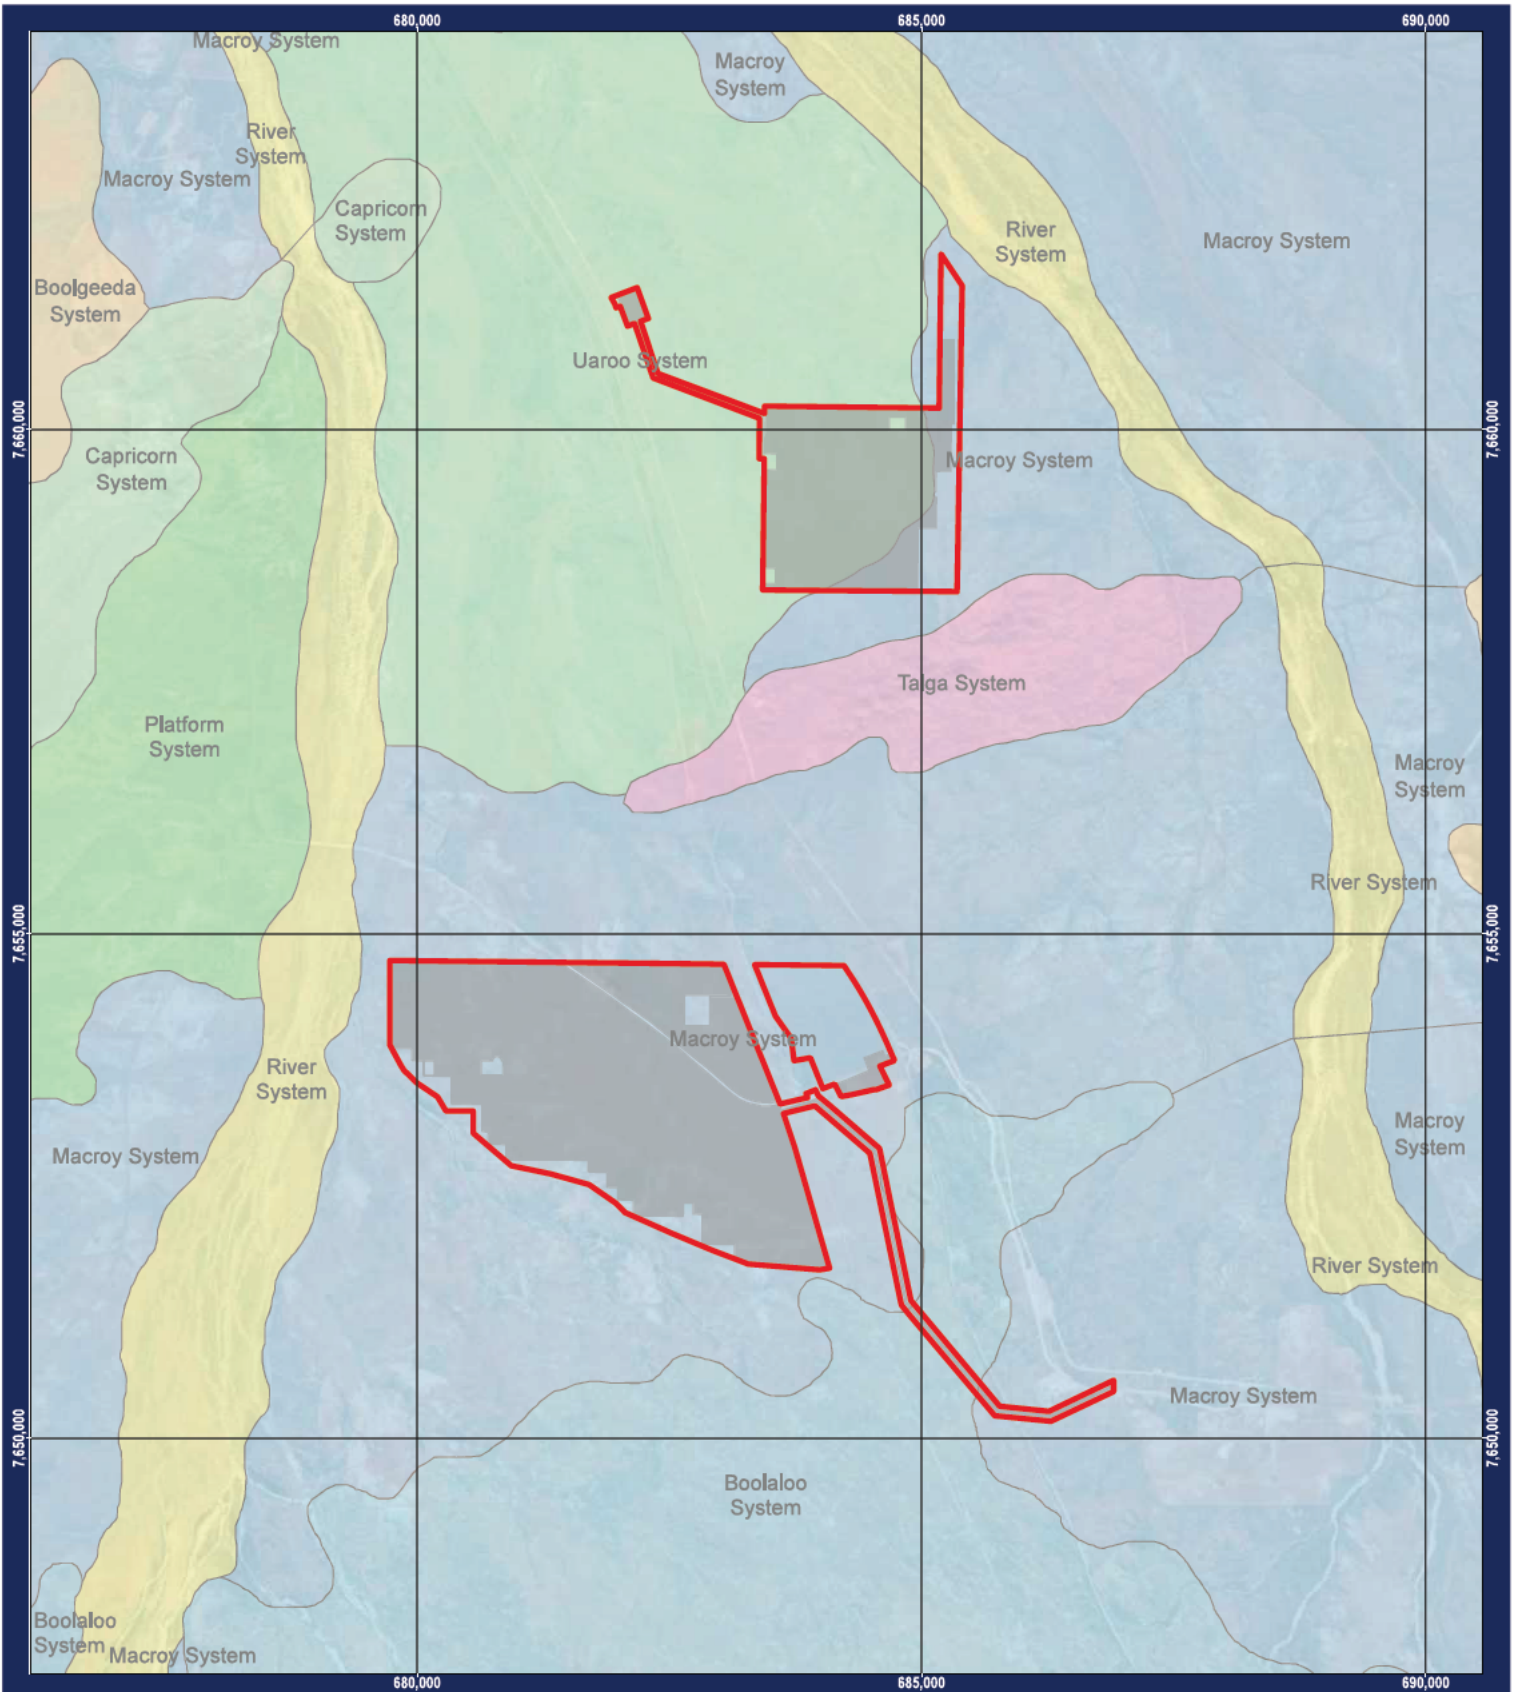 680,000
685,000
690,000
Macroy System
Macroy
System
River
System
Macroy System
Capricorn
System
River
System
Macroy System
Boolgeeda
System
Uaroo System
7,660,000
7,660,000
Capricorn
System
Macroy System
Talga System
Platform
System
Macroy
System
River System
7,655,000
7,655,000
Macroy System
River
System
Macroy
System
Macroy System
River System
Macroy System
7,650,000
7,650,000
Boolaloo
System
Boolaloo
System
Macroy System
680,000
685,000
690,000